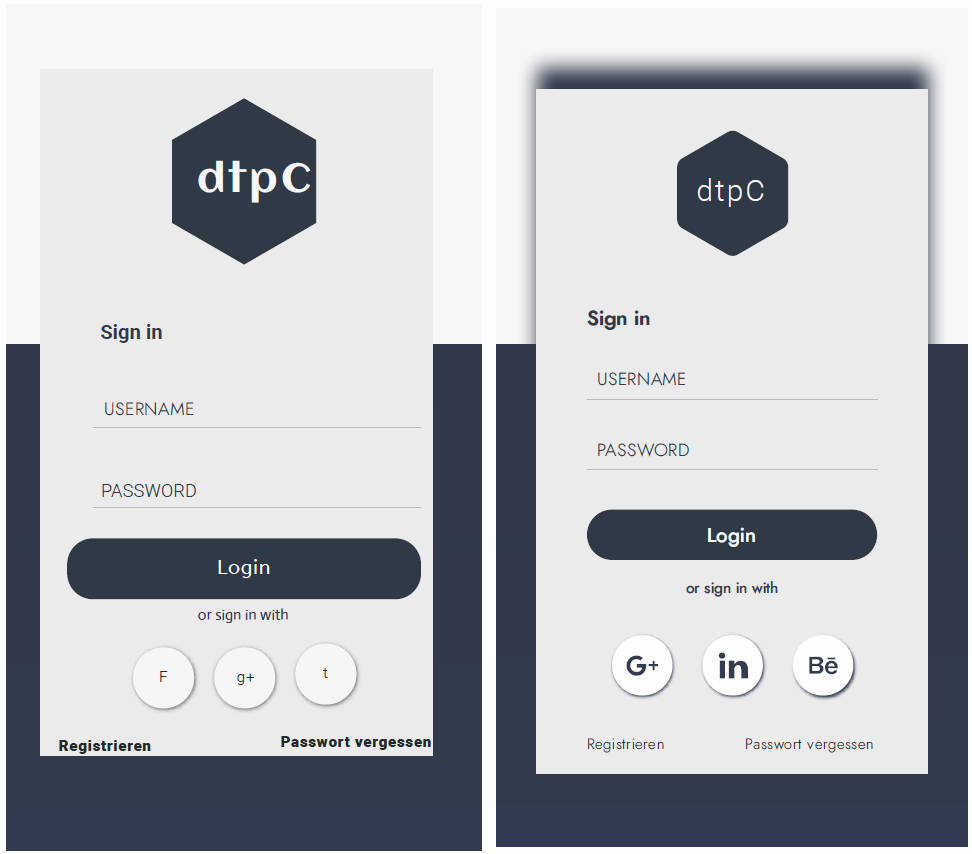 dtpC
Sign in
USERNAME
PASSWORD
Login
or sign in with
F g+ t
Registrieren Passwort vergessen
dtpC
Sign in
USERNAME
PASSWORD
Login
or sign in with
G+ in Bē
Registrieren Passwort vergessen